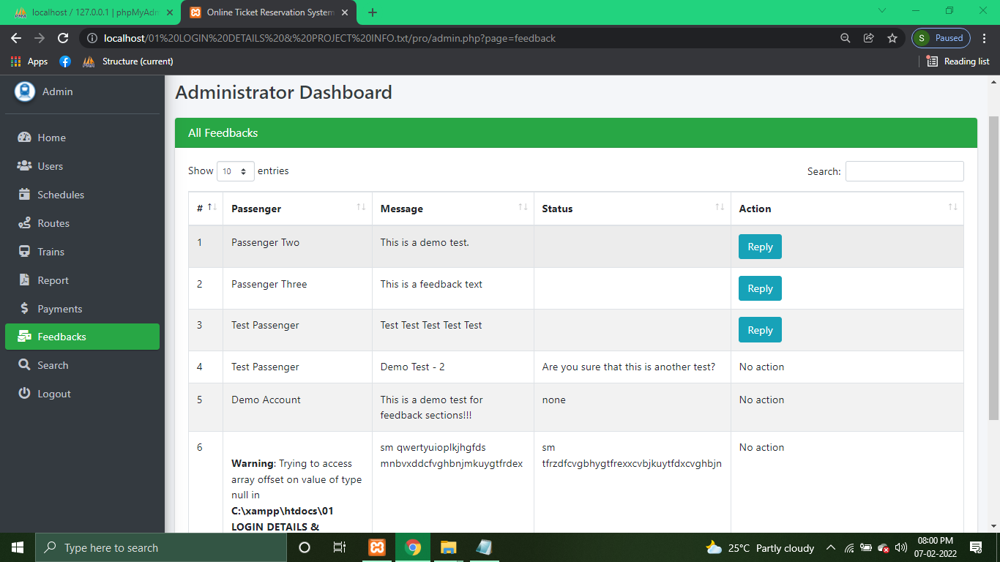 localhost / 127.0.0.1 | phpMyAdm
Online Ticket Reservation System
localhost/01%20LOGIN%20DETAILS%20&%20PROJECT%20INFO.txt/pro/admin.php?page=feedback
S Paused
Apps
Structure (current)
Reading list
Admin
Home
Users
Schedules
Routes
Trains
Report
Payments
Feedbacks
Search
Logout
Administrator Dashboard
All Feedbacks
Show 10 entries
Search:
# Passenger Message Status Action
1 Passenger Two This is a demo test. Reply
2 Passenger Three This is a feedback text Reply
3 Test Passenger Test Test Test Test Test Reply
4 Test Passenger Demo Test - 2 Are you sure that this is another test? No action
5 Demo Account This is a demo test for none No action
feedback sections!!!
6 sm qwertyuioplkjhgfds sm No action
Warning: Trying to access mnbvxddcfvghbnjmkuygtfrdex tfrzdfcvgbhygtfrexxcvbjkuytfdxcvghbjn
array offset on value of type
null in
C:\xampp\htdocs\01
LOGIN DETAILS &
Type here to search
25°C Partly cloudy
08:00 PM
07-02-2022